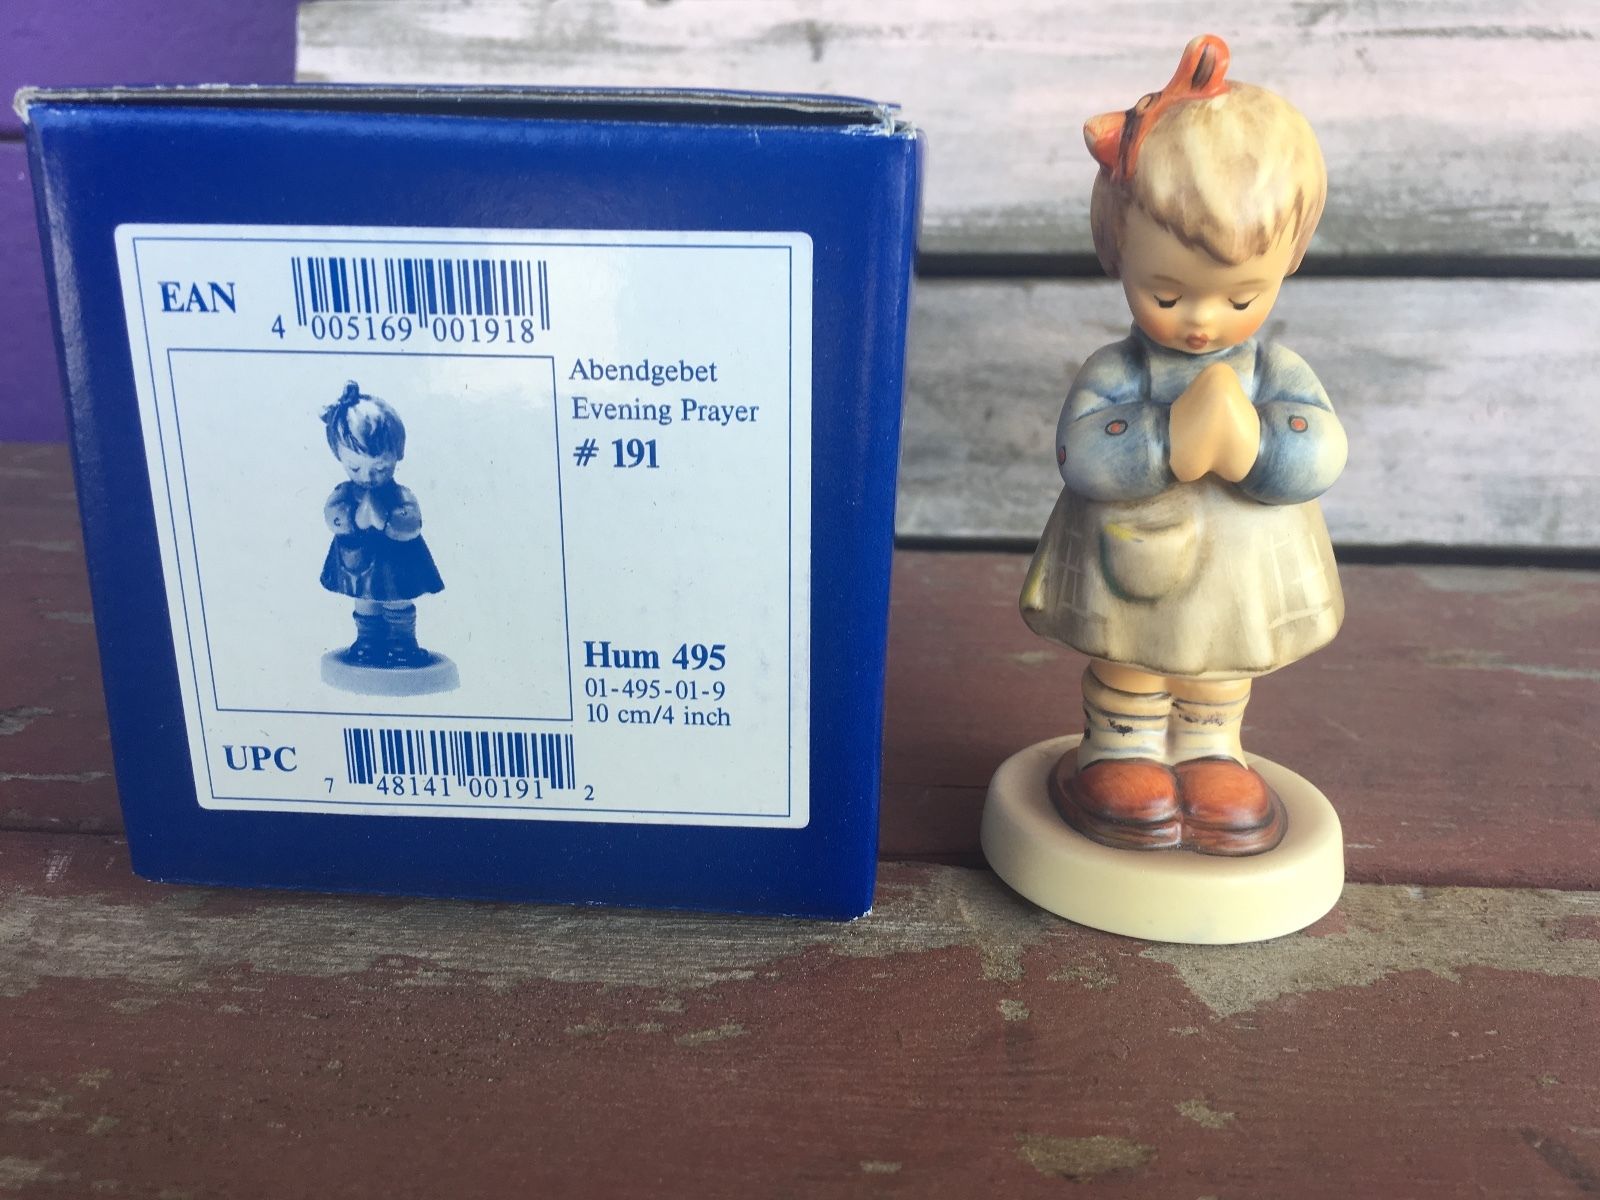 EAN
4 005169 001918
Abendgebet
Evening Prayer
# 191
Hum 495
01-495-01-9
10 cm/4 inch
UPC
7 48141 00191 2